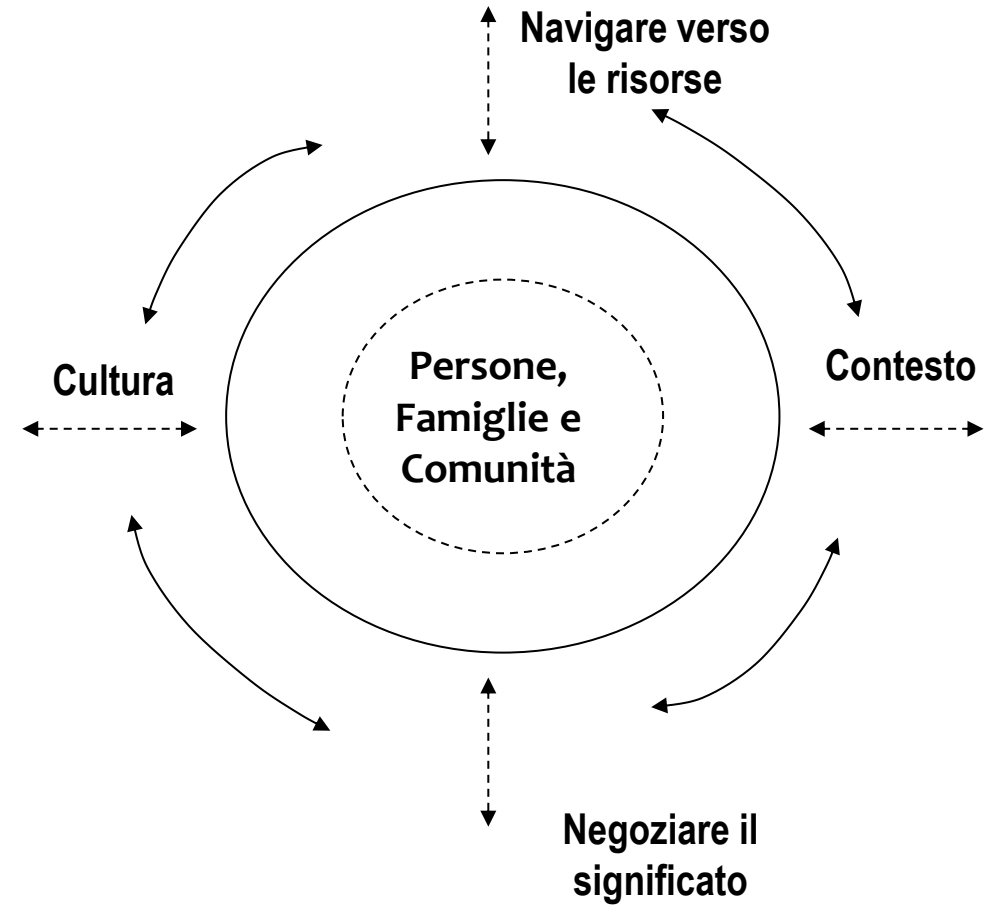 Navigare verso
le risorse
Cultura
Persone,
Famiglie e
Comunità
Contesto
Negoziare il
significato